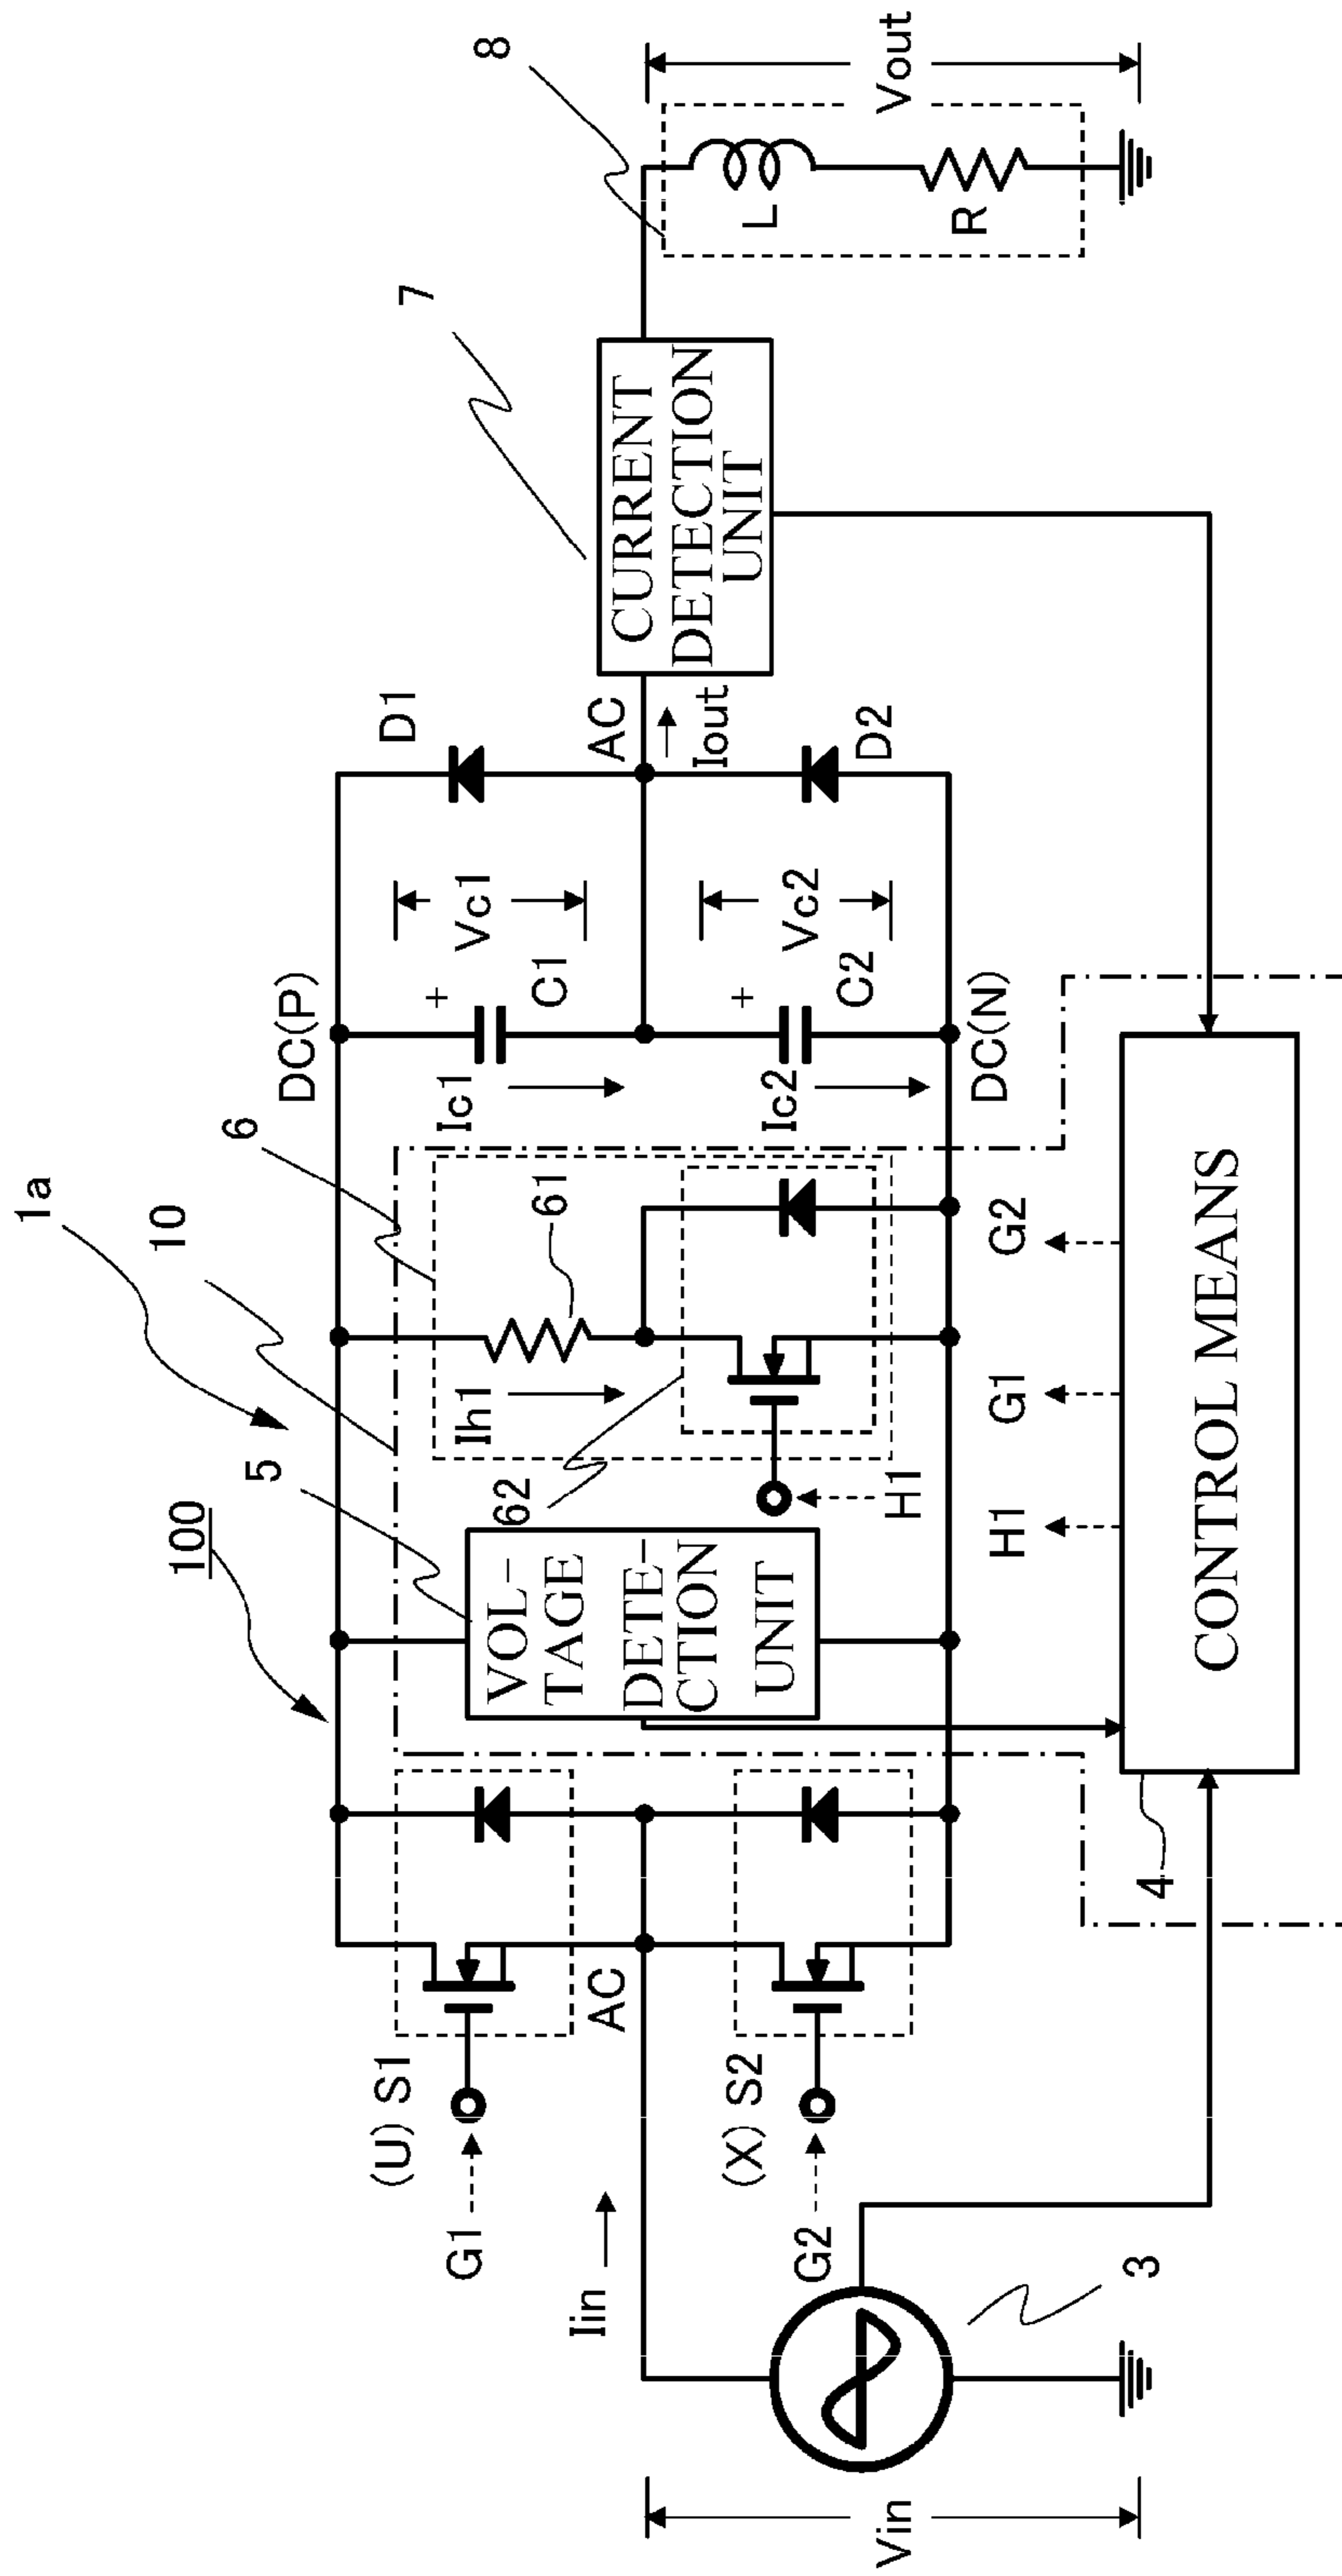 1a
100
10
5
6
DC(P)
D1
7
8
(U) S1
G1
VOL-
TAGE
DETE-
CTION
UNIT
Ih1
61
62
H1
Ic1
+
C1
Vc1
Iin
AC
AC
Iout
CURRENT
DETECTION
UNIT
L
R
Vout
(X) S2
G2
Ic2
+
C2
Vc2
D2
DC(N)
Vin
3
4
H1
G1
G2
CONTROL MEANS